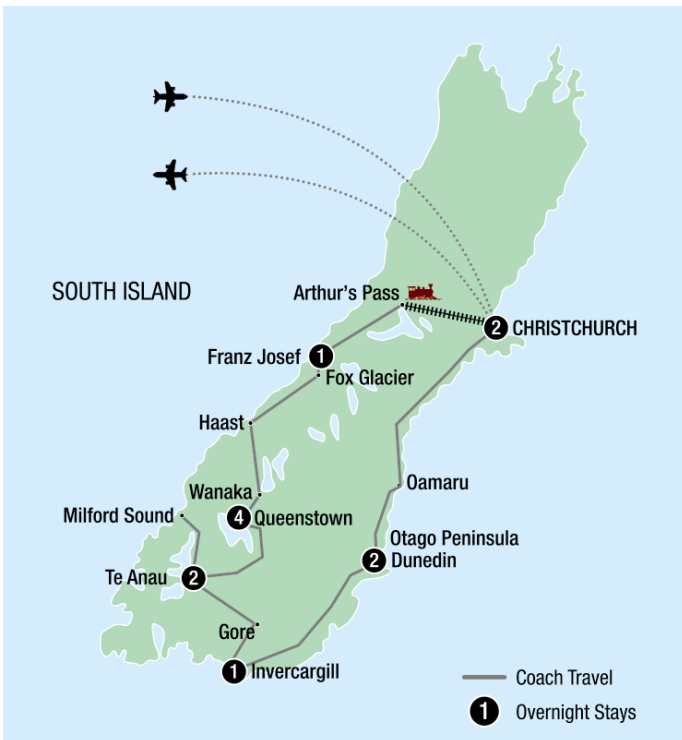 SOUTH ISLAND
Arthur's Pass
2 CHRISTCHURCH
Franz Josef 1
Fox Glacier
Haast
Oamaru
Wanaka
Milford Sound
4 Queenstown
Otago Peninsula
2 Dunedin
Te Anau 2
Gore
1 Invercargill
Coach Travel
1 Overnight Stays